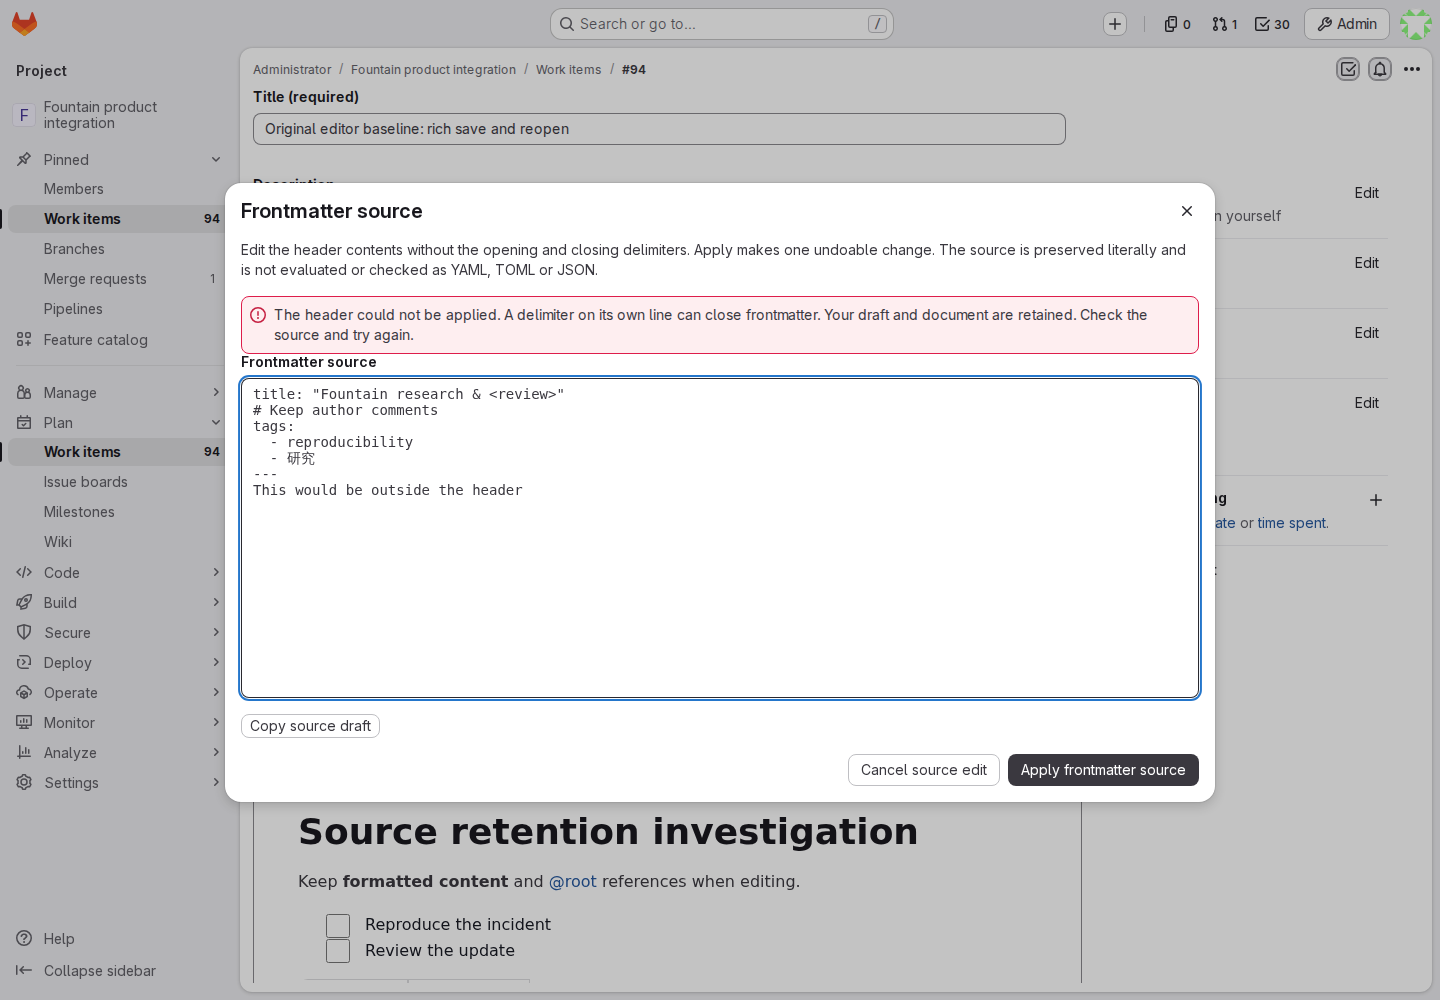 Search or go to...
/
0
1
30
Admin
Project
F
Fountain product integration
Pinned
Members
Work items
94
Branches
Merge requests
1
Pipelines
Feature catalog
Manage
Plan
Work items
94
Issue boards
Milestones
Wiki
Code
Build
Secure
Deploy
Operate
Monitor
Analyze
Settings
Help
Collapse sidebar
Administrator / Fountain product integration / Work items / #94
Title (required)
Original editor baseline: rich save and reopen
Edit
yourself
Edit
Edit
Edit
or time spent.
Frontmatter source
Edit the header contents without the opening and closing delimiters. Apply makes one undoable change. The source is preserved literally and
is not evaluated or checked as YAML, TOML or JSON.
The header could not be applied. A delimiter on its own line can close frontmatter. Your draft and document are retained. Check the
source and try again.
Frontmatter source
title: "Fountain research & <review>"
# Keep author comments
tags:
  - reproducibility
  - 研究
---
This would be outside the header
Copy source draft
Cancel source edit
Apply frontmatter source
Source retention investigation
Keep formatted content and @root references when editing.
Reproduce the incident
Review the update